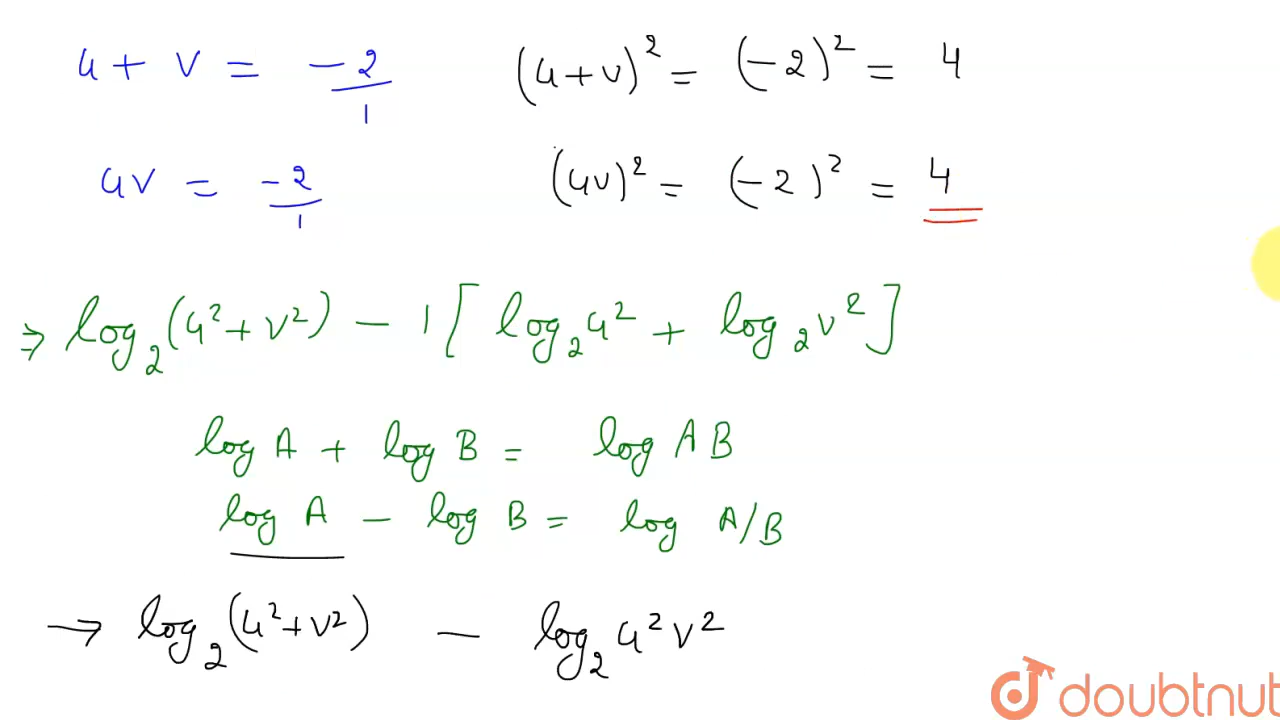 u + v = -2/1 (u+v)² = (-2)² = 4
uv = -2/1 (uv)² = (-2)² = 4
⇒ log₂(u²+v²) - 1[log₂u² + log₂v²]
log A + log B = log AB
log A - log B = log A/B
→ log₂(u²+v²) - log₂u²v²
doubtnut